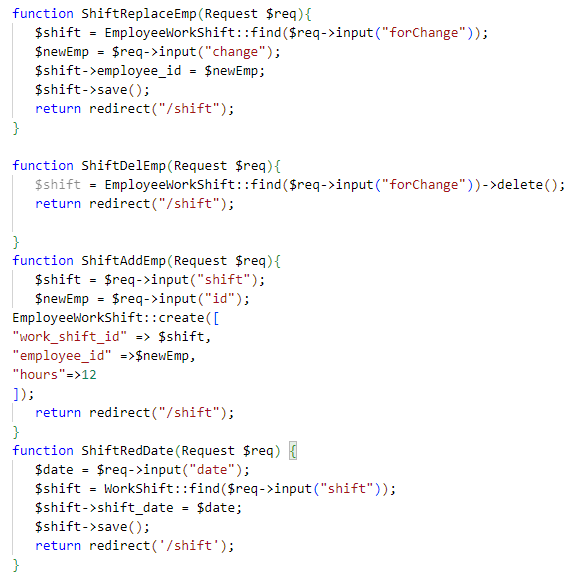 function ShiftReplaceEmp(Request $req){
   $shift = EmployeeWorkShift::find($req->input("forChange"));
   $newEmp = $req->input("change");
   $shift->employee_id = $newEmp;
   $shift->save();
   return redirect("/shift");
}

function ShiftDelEmp(Request $req){
   $shift = EmployeeWorkShift::find($req->input("forChange"))->delete();
   return redirect("/shift");

}
function ShiftAddEmp(Request $req){
   $shift = $req->input("shift");
   $newEmp = $req->input("id");
EmployeeWorkShift::create([
"work_shift_id" => $shift,
"employee_id" =>$newEmp,
"hours"=>12
]);
   return redirect("/shift");
}
function ShiftRedDate(Request $req) {
   $date = $req->input("date");
   $shift = WorkShift::find($req->input("shift"));
   $shift->shift_date = $date;
   $shift->save();
   return redirect('/shift');
}